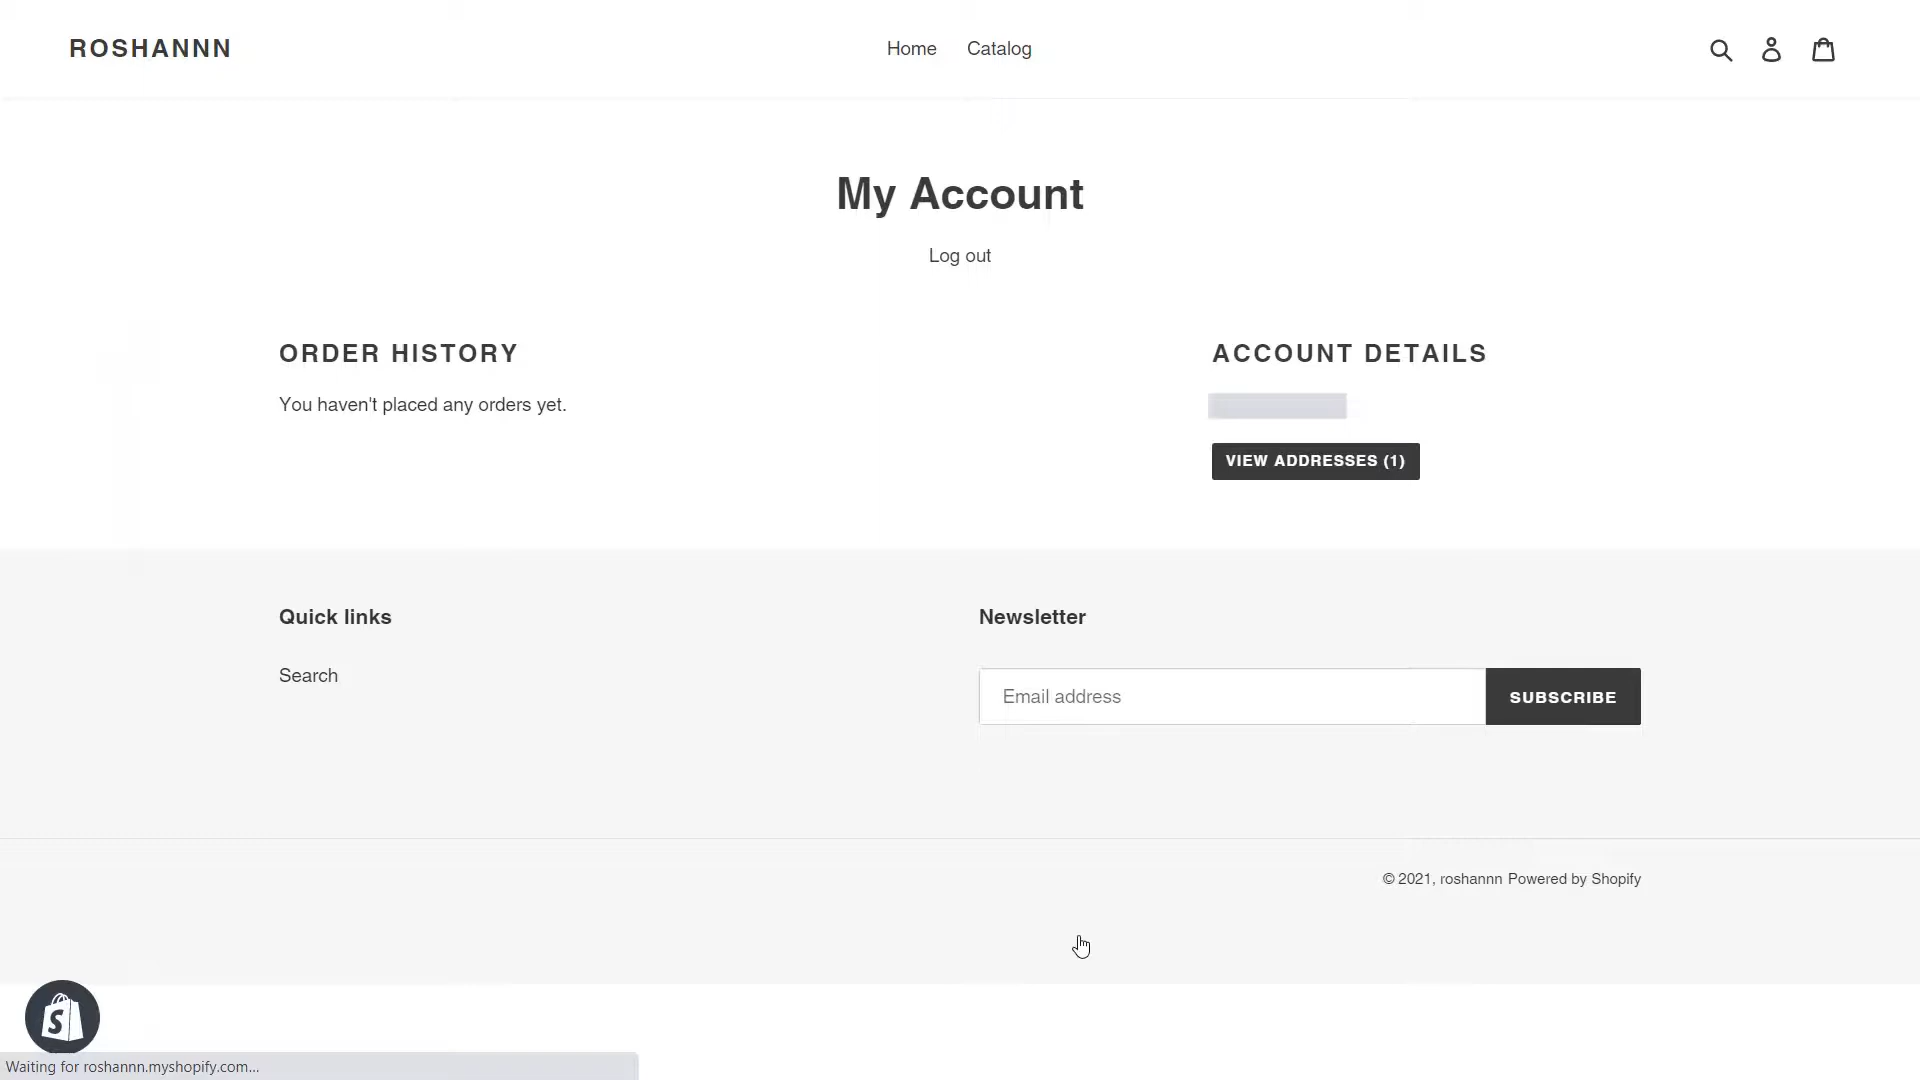 ROSHANNN
Home Catalog
My Account
Log out
ORDER HISTORY
You haven't placed any orders yet.
ACCOUNT DETAILS
VIEW ADDRESSES (1)
Quick links
Search
Newsletter
Email address
SUBSCRIBE
© 2021, roshannn Powered by Shopify
Waiting for roshannn.myshopify.com...